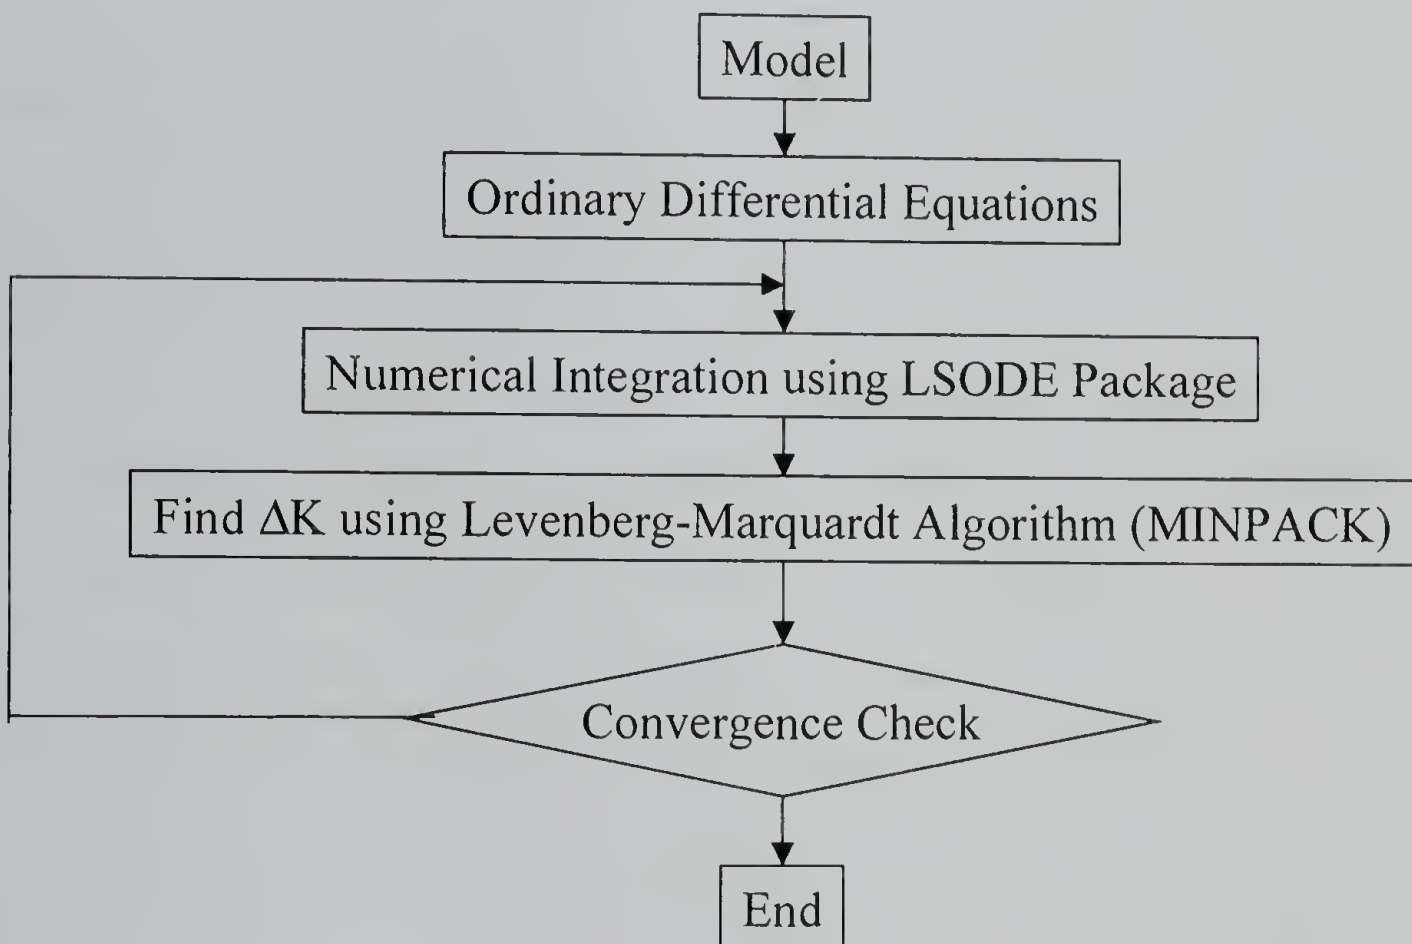 Model
Ordinary Differential Equations
Numerical Integration using LSODE Package
Find ΔK using Levenberg-Marquardt Algorithm (MINPACK)
Convergence Check
End